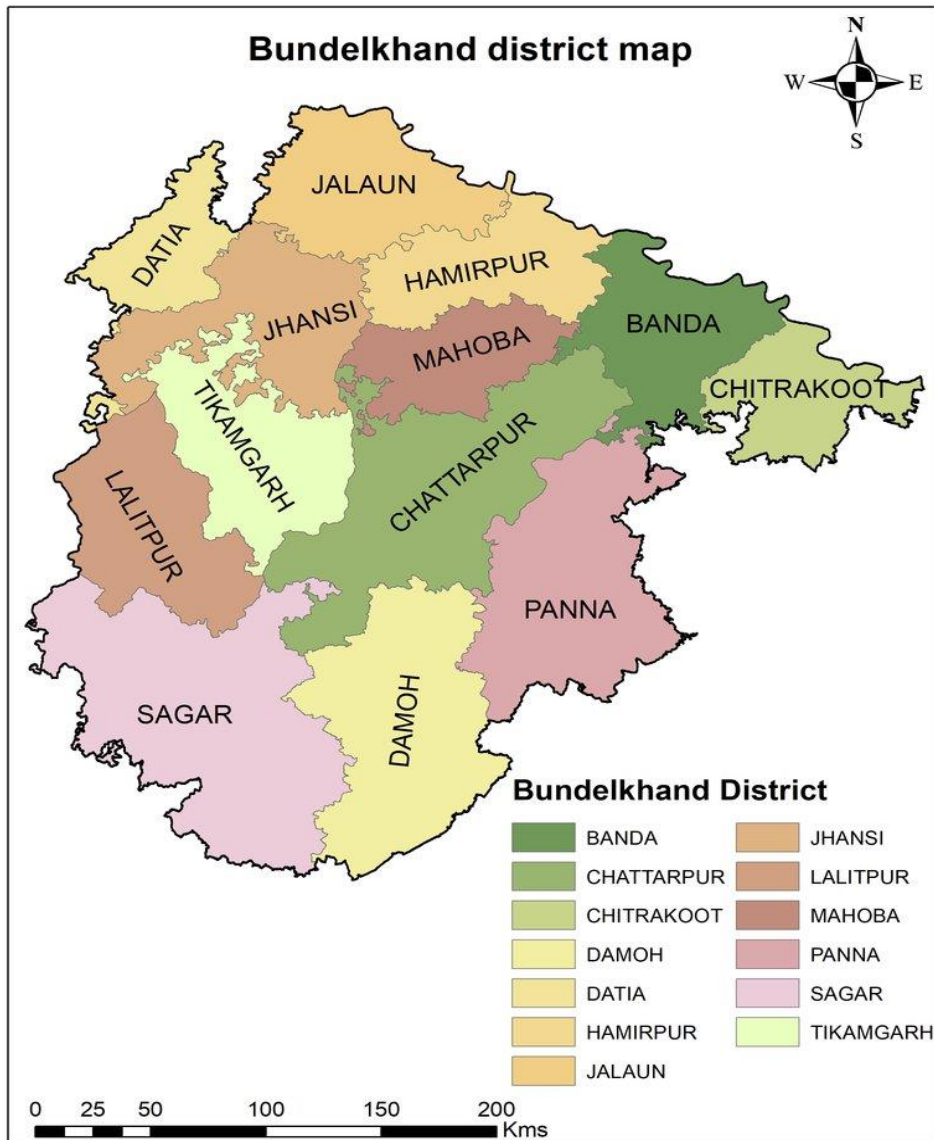 Bundelkhand district map
N
W E
S
JALAUN
DATIA
HAMIRPUR
JHANSI
BANDA
MAHOBA
CHITRAKOOT
TIKAMGARH
CHATTARPUR
LALITPUR
PANNA
SAGAR
DAMOH
Bundelkhand District
BANDA
CHATTARPUR
CHITRAKOOT
DAMOH
DATIA
HAMIRPUR
JALAUN
JHANSI
LALITPUR
MAHOBA
PANNA
SAGAR
TIKAMGARH
0 25 50 100 150 200
Kms